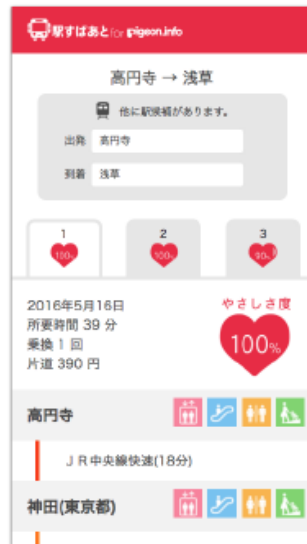 駅すぱあと for pigeon.info
高円寺 → 浅草
他に駅候補があります。
出発 高円寺
到着 浅草
1 2 3
100% 100% 90%
2016年5月16日
所要時間 39 分
乗換 1 回
片道 390 円
やさしさ度
100%
高円寺
ＪＲ中央線快速(18分)
神田(東京都)